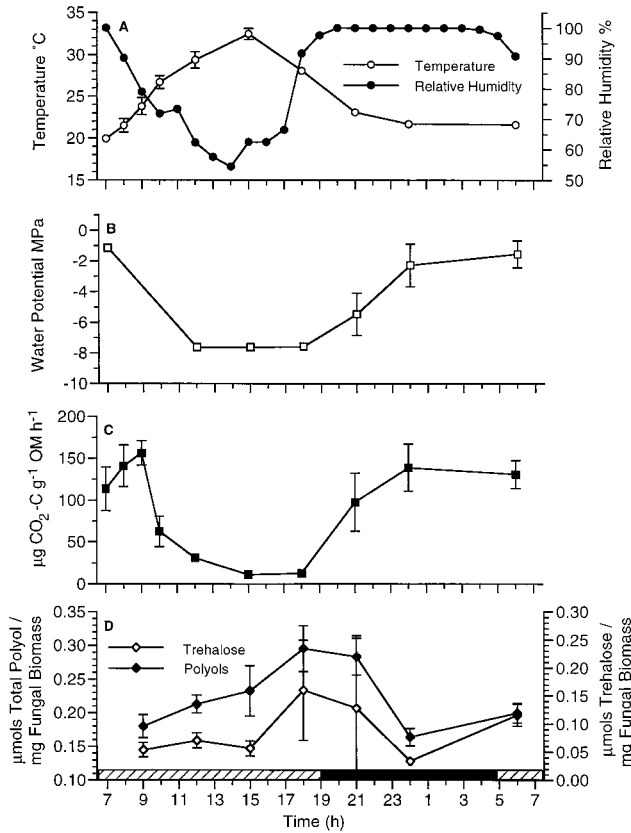 A
Temperature °C
35
30
25
20
15
Temperature
Relative Humidity
100
90
80
70
60
50
Relative Humidity %
B
Water Potential MPa
0
-2
-4
-6
-8
-10
C
µg CO2-C g-1 OM h-1
200
150
100
50
0
D
µmols Total Polyol /
mg Fungal Biomass
0.35
0.30
0.25
0.20
0.15
0.10
Trehalose
Polyols
0.30
0.25
0.20
0.15
0.10
0.05
0.00
µmols Trehalose /
mg Fungal Biomass
7 9 11 13 15 17 19 21 23 1 3 5 7
Time (h)